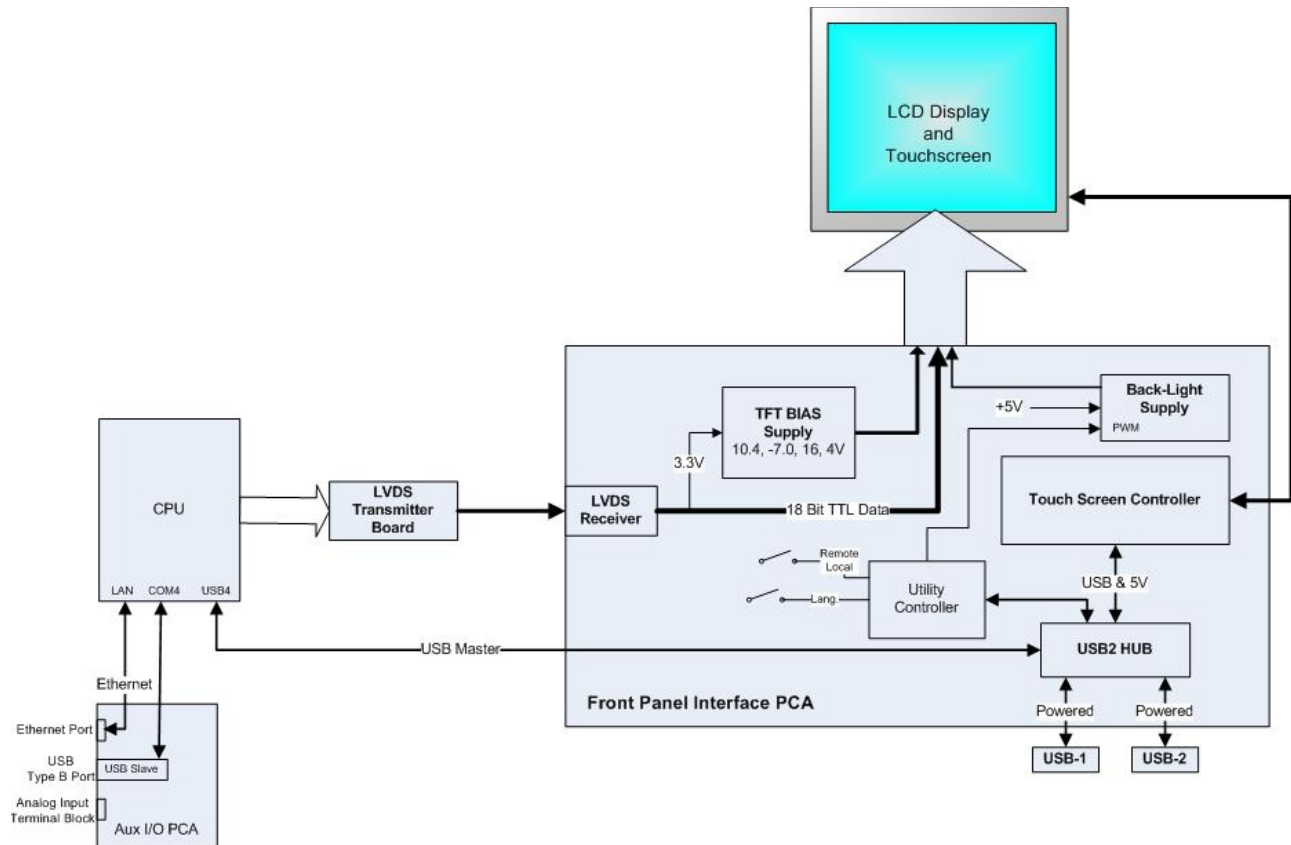 LCD Display
and
Touchscreen
Back-Light
Supply
+5V
PWM
TFT BIAS
Supply
10.4, -7.0, 16, 4V
3.3V
CPU
LVDS
Transmitter
Board
LVDS
Receiver
18 Bit TTL Data
Touch Screen Controller
Remote
Local
Lang.
Utility
Controller
USB & 5V
LAN
COM4
USB4
USB Master
USB2 HUB
Ethernet
Front Panel Interface PCA
Powered
Powered
USB-1
USB-2
Ethernet Port
USB
Type B Port
USB Slave
Analog Input
Terminal Block
Aux I/O PCA